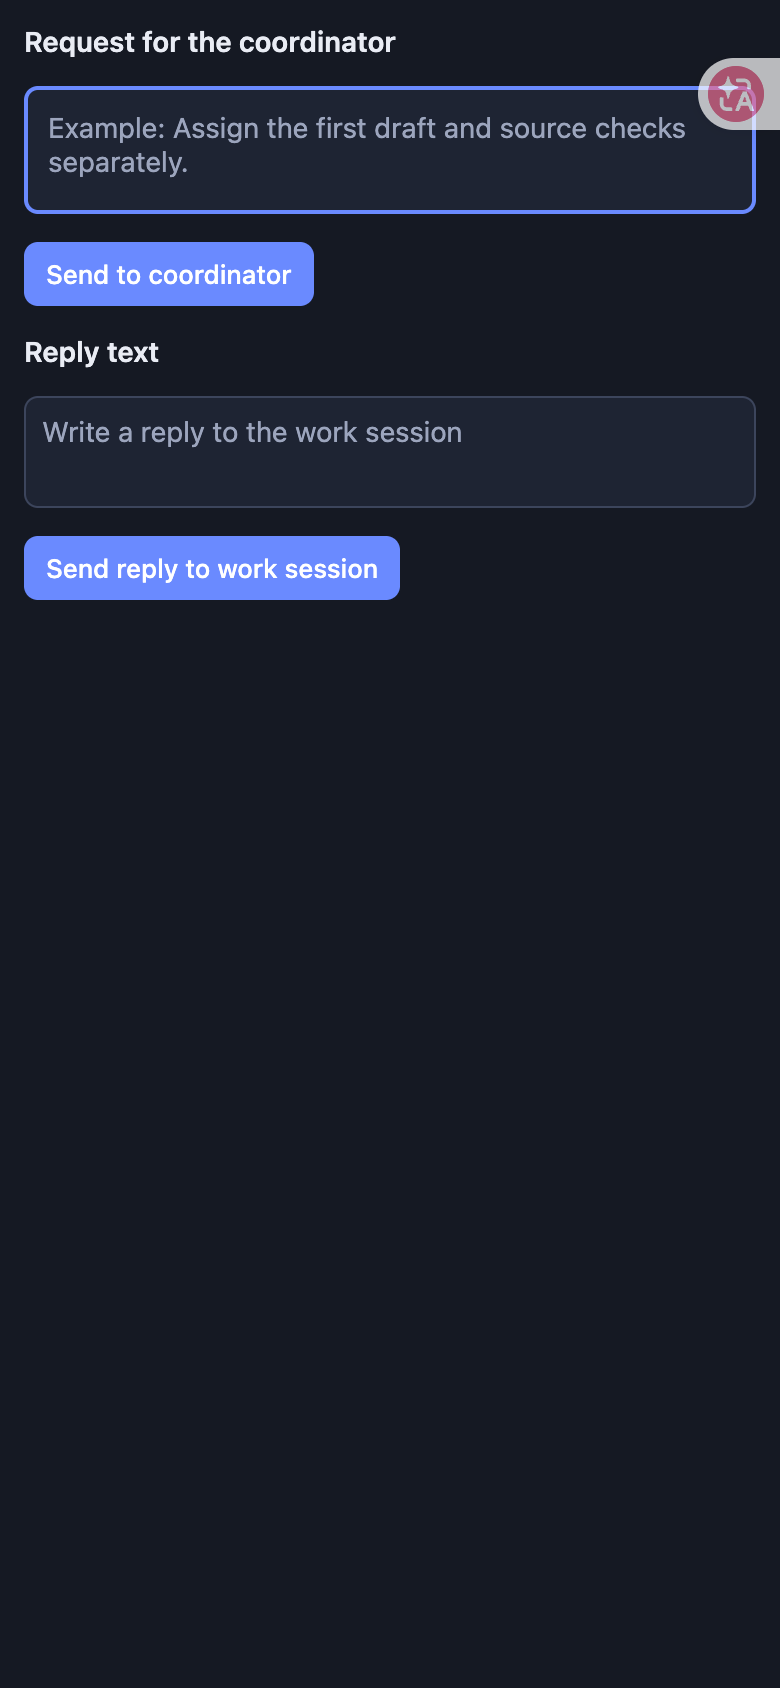 Request for the coordinator
Example: Assign the first draft and source checks
separately.
Send to coordinator
Reply text
Write a reply to the work session
Send reply to work session